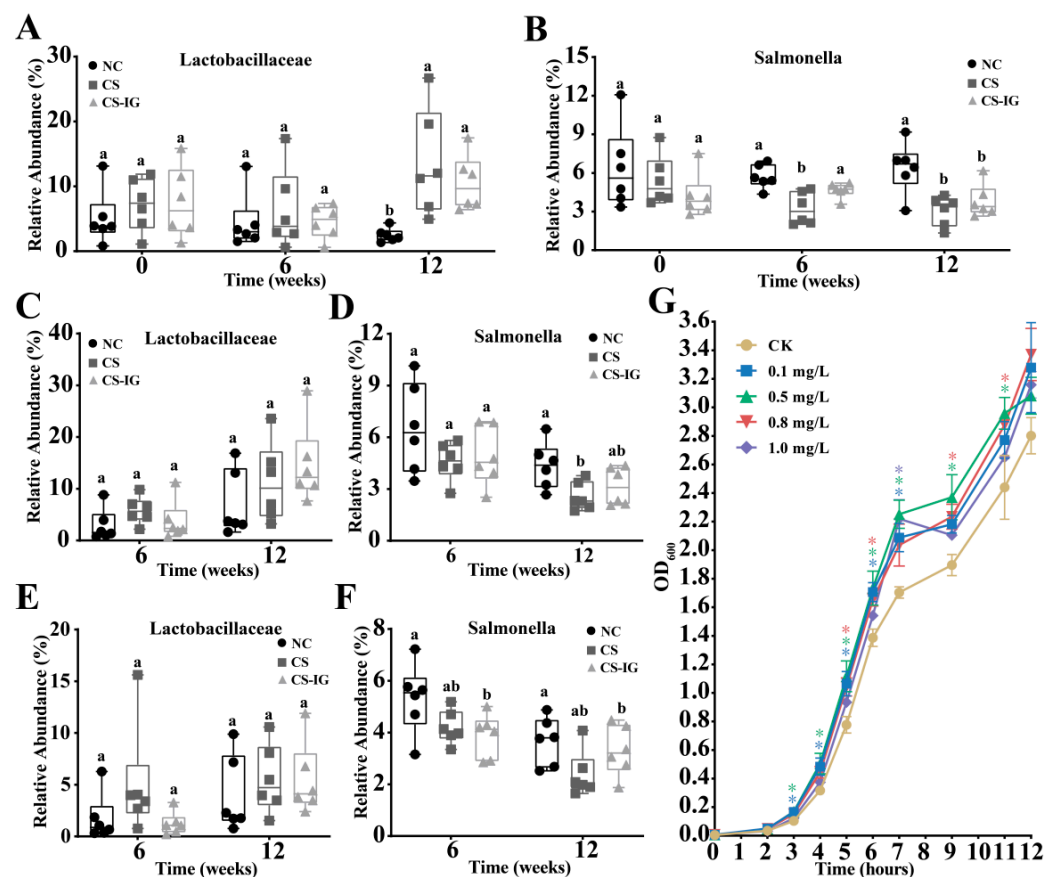 A
Lactobacillaceae
NC
CS
CS-IG
Relative Abundance (%)
30
20
10
0
a a a a a a b a a
0 6 12
Time (weeks)
B
Salmonella
NC
CS
CS-IG
Relative Abundance (%)
15
12
9
6
3
0
a a a a b a a b b
0 6 12
Time (weeks)
C
Lactobacillaceae
NC
CS
CS-IG
Relative Abundance (%)
40
30
20
10
0
a a a a a a
6 12
Time (weeks)
D
Salmonella
NC
CS
CS-IG
Relative Abundance (%)
12
9
6
3
0
a a a a b ab
6 12
Time (weeks)
E
Lactobacillaceae
NC
CS
CS-IG
Relative Abundance (%)
20
15
10
5
0
a a a a a a
6 12
Time (weeks)
F
Salmonella
NC
CS
CS-IG
Relative Abundance (%)
8
6
4
2
0
a ab b a ab b
6 12
Time (weeks)
G
CK
0.1 mg/L
0.5 mg/L
0.8 mg/L
1.0 mg/L
OD600
3.6
3.4
3.2
3.0
2.8
2.6
2.4
2.2
2.0
1.8
1.6
1.4
1.2
1.0
0.8
0.6
0.4
0.2
0.0
* * * * * * * * * * * * * * * * * *
0 1 2 3 4 5 6 7 8 9 10 11 12
Time (hours)